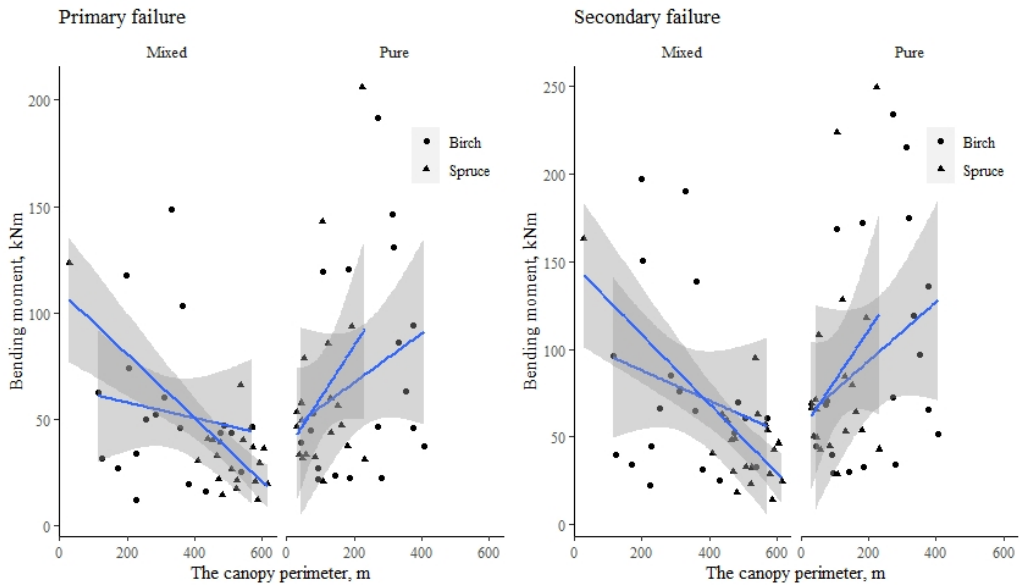 Primary failure
Mixed Pure
200
150
100
50
0
Bending moment, kNm
Birch
Spruce
0 200 400 600 0 200 400 600
The canopy perimeter, m
Secondary failure
Mixed Pure
250
200
150
100
50
0
Bending moment, kNm
Birch
Spruce
0 200 400 600 0 200 400 600
The canopy perimeter, m